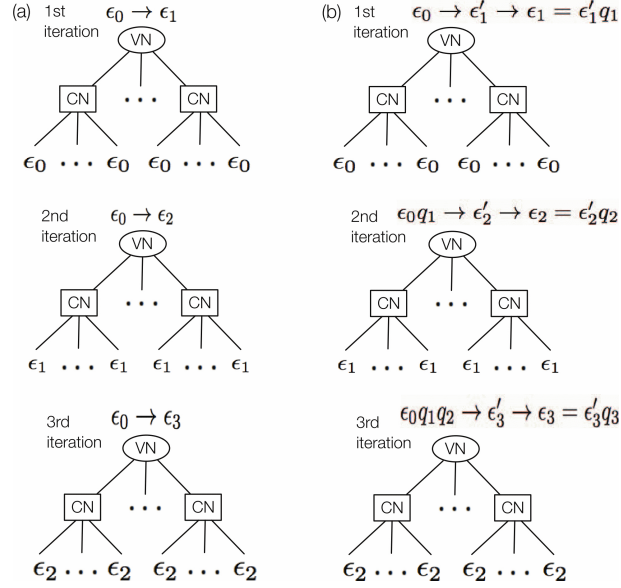 (a) 1st iteration ϵ₀ → ϵ₁
VN
CN • • • CN
ϵ₀ • • • ϵ₀ ϵ₀ • • • ϵ₀
2nd iteration ϵ₀ → ϵ₂
VN
CN • • • CN
ϵ₁ • • • ϵ₁ ϵ₁ • • • ϵ₁
3rd iteration ϵ₀ → ϵ₃
VN
CN • • • CN
ϵ₂ • • • ϵ₂ ϵ₂ • • • ϵ₂
(b) 1st iteration ϵ₀ → ϵ′₁ → ϵ₁ = ϵ′₁q₁
VN
CN • • • CN
ϵ₀ • • • ϵ₀ ϵ₀ • • • ϵ₀
2nd iteration ϵ₀q₁ → ϵ′₂ → ϵ₂ = ϵ′₂q₂
VN
CN • • • CN
ϵ₁ • • • ϵ₁ ϵ₁ • • • ϵ₁
3rd iteration ϵ₀q₁q₂ → ϵ′₃ → ϵ₃ = ϵ′₃q₃
VN
CN • • • CN
ϵ₂ • • • ϵ₂ ϵ₂ • • • ϵ₂